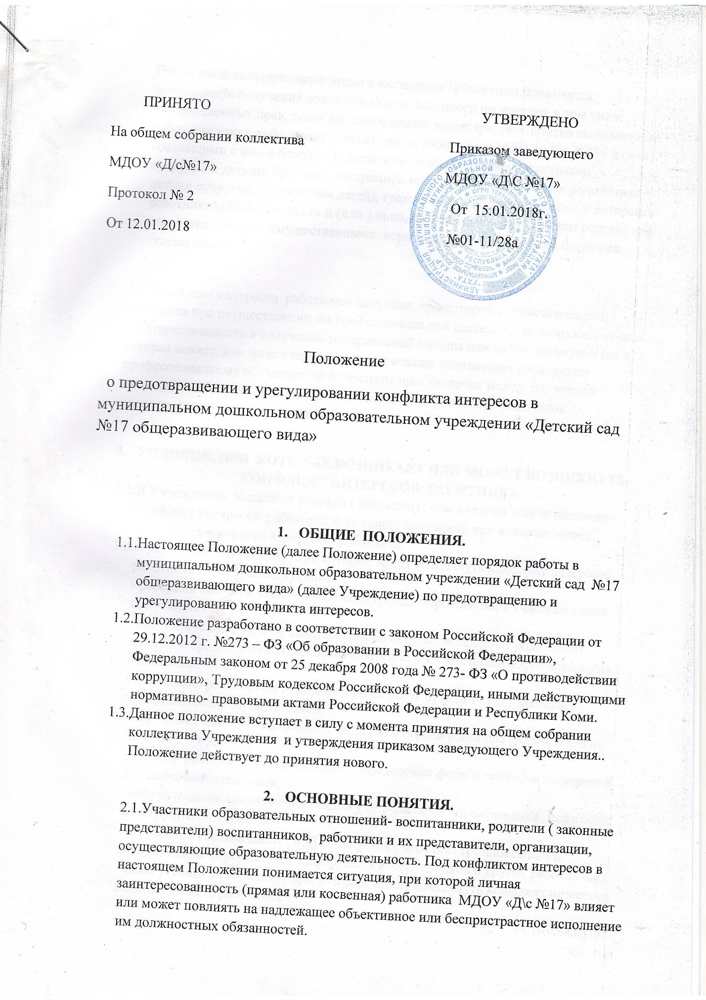 ПРИНЯТО
На общем собрании коллектива
МДОУ «Д/с№17»
Протокол № 2
От 12.01.2018
УТВЕРЖДЕНО
Приказом заведующего
МДОУ «Д\С №17»
От 15.01.2018г.
№01-11/28а
Положение
о предотвращении и урегулировании конфликта интересов в
муниципальном дошкольном образовательном учреждении «Детский сад
№17 общеразвивающего вида»
1. ОБЩИЕ ПОЛОЖЕНИЯ.
1.1.Настоящее Положение (далее Положение) определяет порядок работы в
муниципальном дошкольном образовательном учреждении «Детский сад №17
общеразвивающего вида» (далее Учреждение) по предотвращению и
урегулированию конфликта интересов.
1.2.Положение разработано в соответствии с законом Российской Федерации от
29.12.2012 г. №273 – ФЗ «Об образовании в Российской Федерации»,
Федеральным законом от 25 декабря 2008 года № 273- ФЗ «О противодействии
коррупции», Трудовым кодексом Российской Федерации, иными действующими
нормативно- правовыми актами Российской Федерации и Республики Коми.
1.3.Данное положение вступает в силу с момента принятия на общем собрании
коллектива Учреждения и утверждения приказом заведующего Учреждения..
Положение действует до принятия нового.
2. ОСНОВНЫЕ ПОНЯТИЯ.
2.1.Участники образовательных отношений- воспитанники, родители ( законные
представители) воспитанников, работники и их представители, организации,
осуществляющие образовательную деятельность. Под конфликтом интересов в
настоящем Положении понимается ситуация, при которой личная
заинтересованность (прямая или косвенная) работника МДОУ «Д\с №17» влияет
или может повлиять на надлежащее объективное или беспристрастное исполнение
им должностных обязанностей.